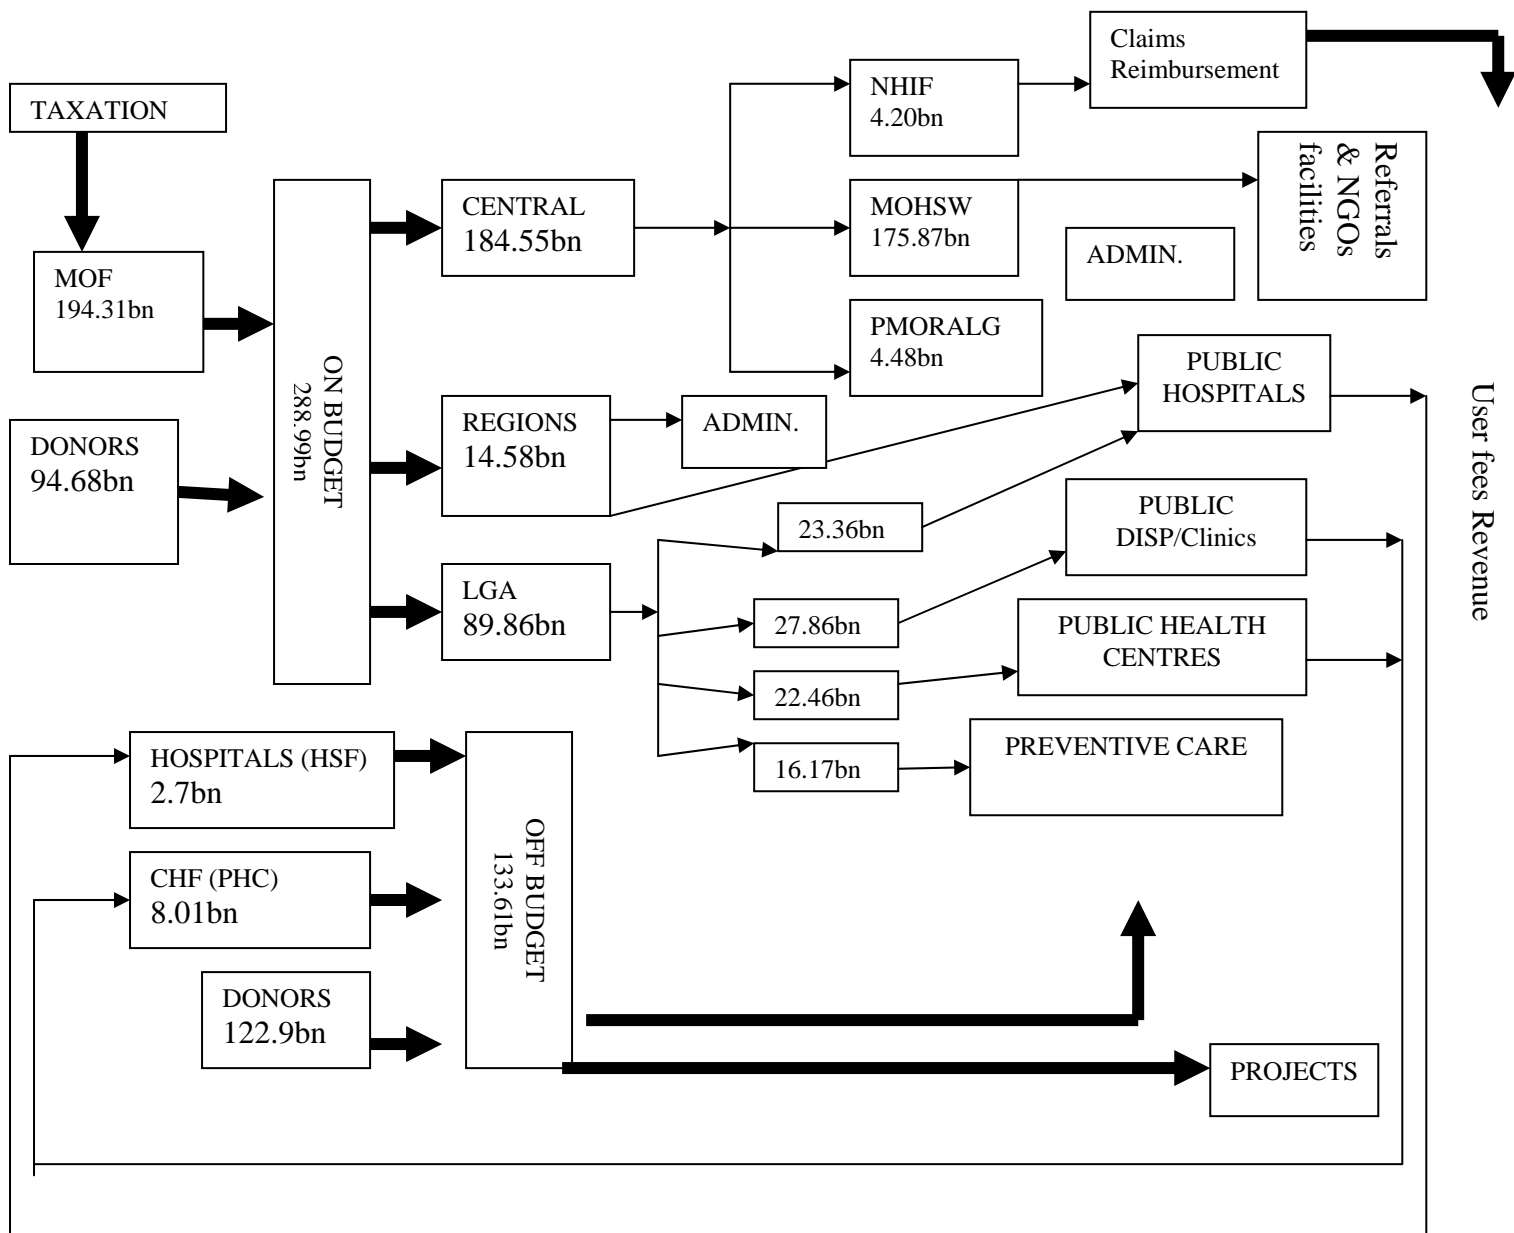 Claims
Reimbursement
NHIF
4.20bn
TAXATION
Referrals
& NGOs
facilities
CENTRAL
184.55bn
MOHSW
175.87bn
ADMIN.
MOF
194.31bn
PMORALG
4.48bn
ON BUDGET
288.99bn
PUBLIC
HOSPITALS
User fees Revenue
REGIONS
14.58bn
ADMIN.
DONORS
94.68bn
23.36bn
PUBLIC
DISP/Clinics
LGA
89.86bn
27.86bn
PUBLIC HEALTH
CENTRES
22.46bn
16.17bn
PREVENTIVE CARE
HOSPITALS (HSF)
2.7bn
OFF BUDGET
133.61bn
CHF (PHC)
8.01bn
DONORS
122.9bn
PROJECTS